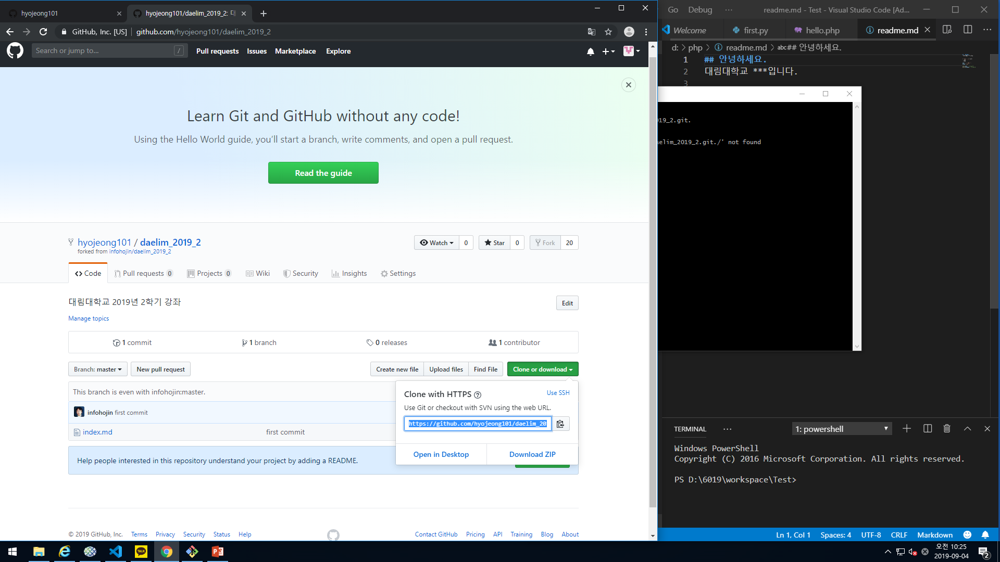 hyojeong101
hyojeong101/daelim_2019_2: 대
GitHub, Inc. [US] | github.com/hyojeong101/daelim_2019_2
Search or jump to... /
Pull requests Issues Marketplace Explore
Learn Git and GitHub without any code!
Using the Hello World guide, you’ll start a branch, write comments, and open a pull request.
Read the guide
hyojeong101 / daelim_2019_2
forked from infohojin/daelim_2019_2
Watch 0 Star 0 Fork 20
Code Pull requests 0 Projects 0 Wiki Security Insights Settings
대림대학교 2019년 2학기 강좌
Edit
Manage topics
1 commit 1 branch 0 releases 1 contributor
Branch: master New pull request Create new file Upload files Find File Clone or download
This branch is even with infohojin:master.
infohojin first commit
index.md first commit
Help people interested in this repository understand your project by adding a README.
Clone with HTTPS Use SSH
Use Git or checkout with SVN using the web URL.
https://github.com/hyojeong101/daelim_20
Open in Desktop Download ZIP
© 2019 GitHub, Inc. Terms Privacy Security Status Help
Contact GitHub Pricing API Training Blog About
Go Debug ... readme.md - Test - Visual Studio Code [Ad...
Welcome first.py hello.php readme.md
d: > php > readme.md > abc## 안녕하세요.
1 ## 안녕하세요.
2 대림대학교 ***입니다.
3
019_2.git.
aelim_2019_2.git./' not found
TERMINAL ... 1: powershell
Windows PowerShell
Copyright (C) 2016 Microsoft Corporation. All rights reserved.
PS D:\6019\workspace\Test>
Ln 1, Col 1 Spaces: 4 UTF-8 CRLF Markdown
TALK
오전 10:25
2019-09-04
2